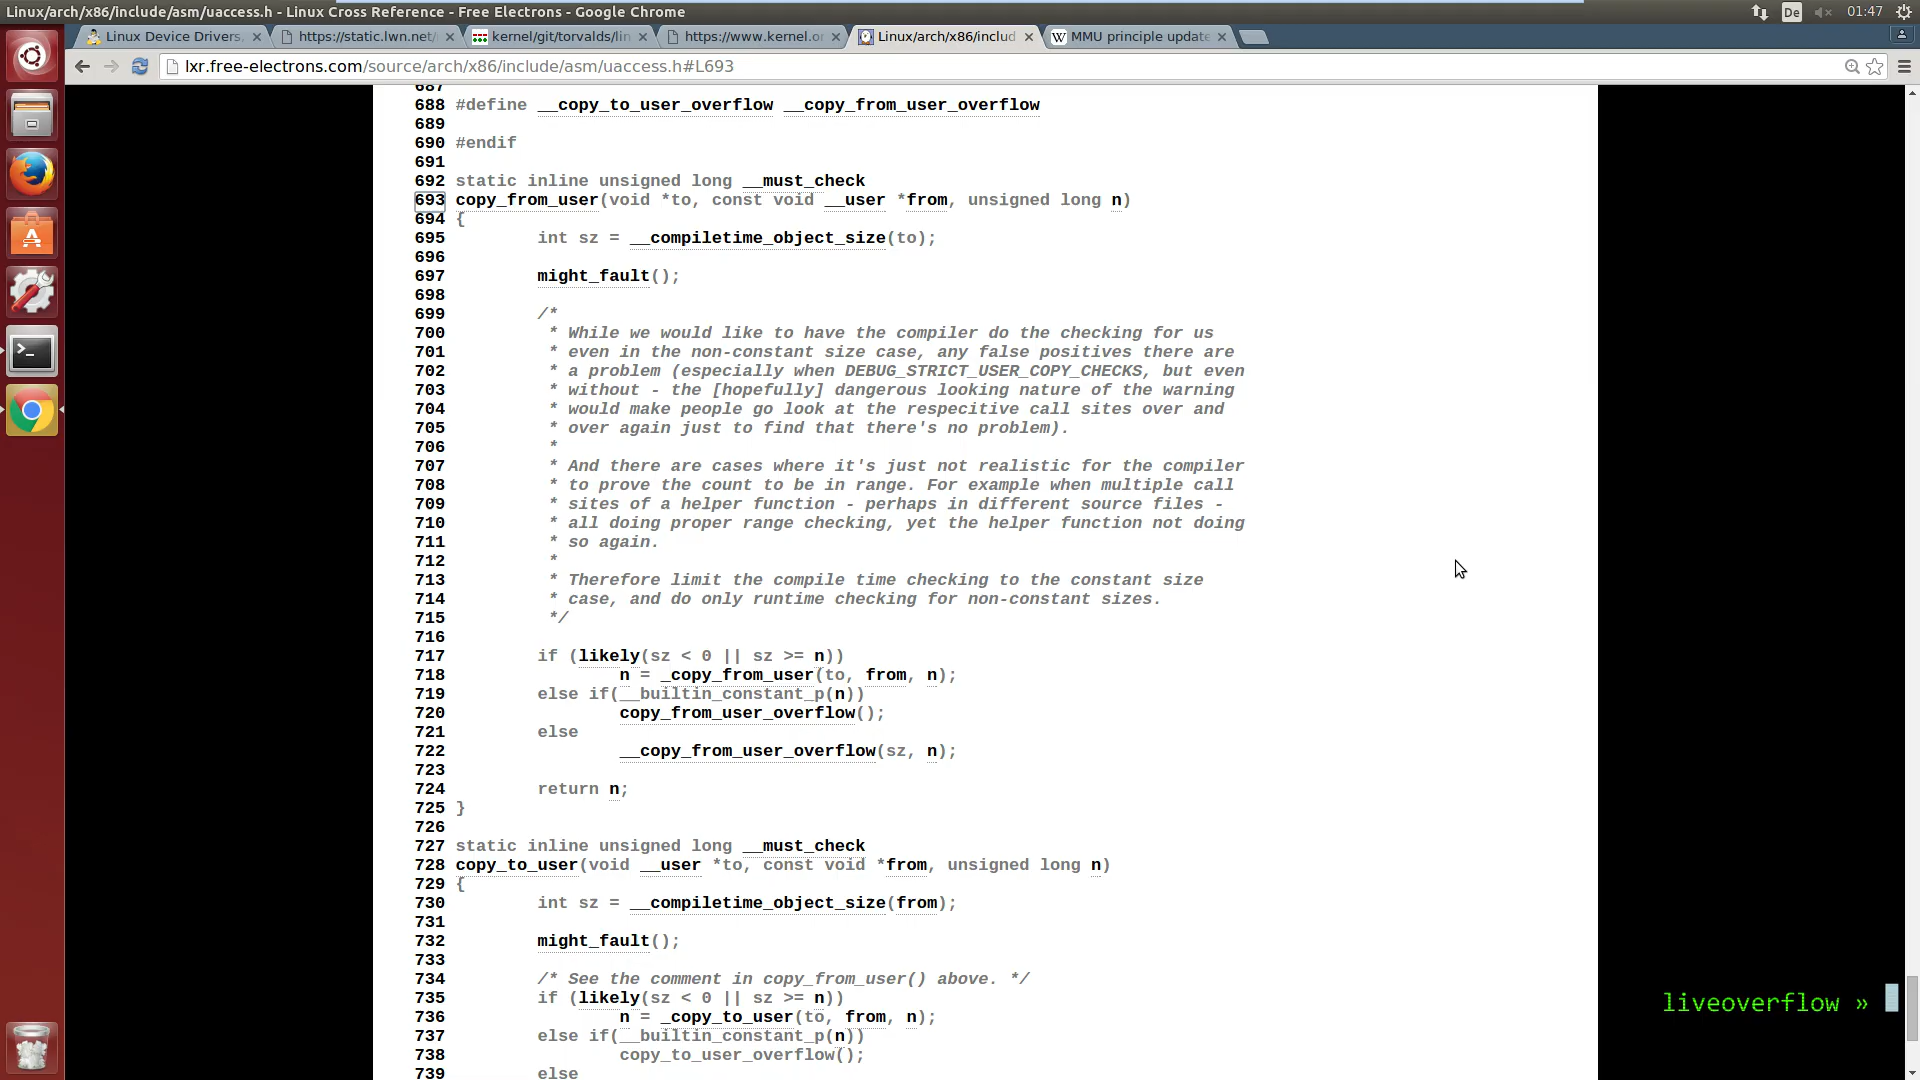 Linux/arch/x86/include/asm/uaccess.h - Linux Cross Reference - Free Electrons - Google Chrome
De
01:47
Linux Device Drivers,
https://static.lwn.net/
kernel/git/torvalds/lin
https://www.kernel.or
Linux/arch/x86/includ
MMU principle update
lxr.free-electrons.com/source/arch/x86/include/asm/uaccess.h#L693
687
688 #define __copy_to_user_overflow __copy_from_user_overflow
689
690 #endif
691
692 static inline unsigned long __must_check
693 copy_from_user(void *to, const void __user *from, unsigned long n)
694 {
695         int sz = __compiletime_object_size(to);
696
697         might_fault();
698
699         /*
700          * While we would like to have the compiler do the checking for us
701          * even in the non-constant size case, any false positives there are
702          * a problem (especially when DEBUG_STRICT_USER_COPY_CHECKS, but even
703          * without - the [hopefully] dangerous looking nature of the warning
704          * would make people go look at the respecitive call sites over and
705          * over again just to find that there's no problem).
706          *
707          * And there are cases where it's just not realistic for the compiler
708          * to prove the count to be in range. For example when multiple call
709          * sites of a helper function - perhaps in different source files -
710          * all doing proper range checking, yet the helper function not doing
711          * so again.
712          *
713          * Therefore limit the compile time checking to the constant size
714          * case, and do only runtime checking for non-constant sizes.
715          */
716
717         if (likely(sz < 0 || sz >= n))
718                 n = _copy_from_user(to, from, n);
719         else if(__builtin_constant_p(n))
720                 copy_from_user_overflow();
721         else
722                 __copy_from_user_overflow(sz, n);
723
724         return n;
725 }
726
727 static inline unsigned long __must_check
728 copy_to_user(void __user *to, const void *from, unsigned long n)
729 {
730         int sz = __compiletime_object_size(from);
731
732         might_fault();
733
734         /* See the comment in copy_from_user() above. */
735         if (likely(sz < 0 || sz >= n))
736                 n = _copy_to_user(to, from, n);
737         else if(__builtin_constant_p(n))
738                 copy_to_user_overflow();
739         else
liveoverflow »